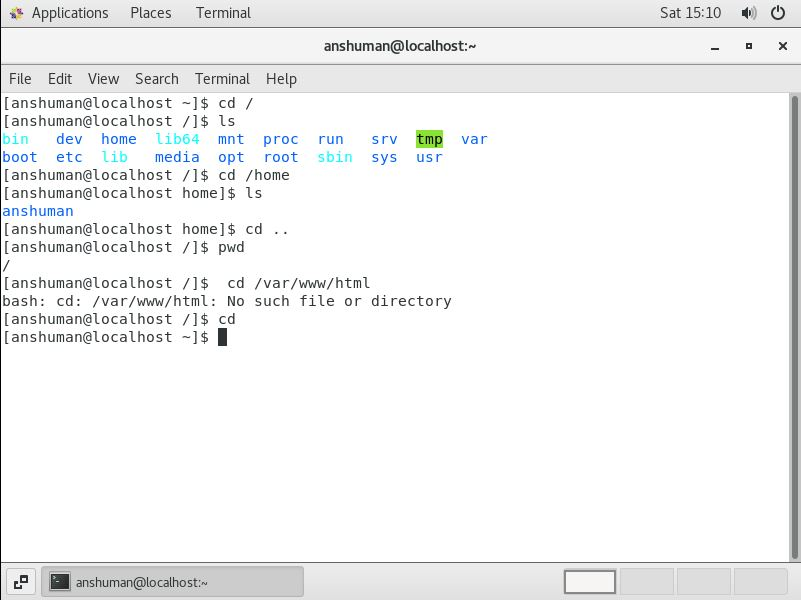 Applications Places Terminal Sat 15:10
anshuman@localhost:~
File Edit View Search Terminal Help
[anshuman@localhost ~]$ cd /
[anshuman@localhost /]$ ls
bin dev home lib64 mnt proc run srv tmp var
boot etc lib media opt root sbin sys usr
[anshuman@localhost /]$ cd /home
[anshuman@localhost home]$ ls
anshuman
[anshuman@localhost home]$ cd ..
[anshuman@localhost /]$ pwd
/
[anshuman@localhost /]$  cd /var/www/html
bash: cd: /var/www/html: No such file or directory
[anshuman@localhost /]$ cd
[anshuman@localhost ~]$
anshuman@localhost:~